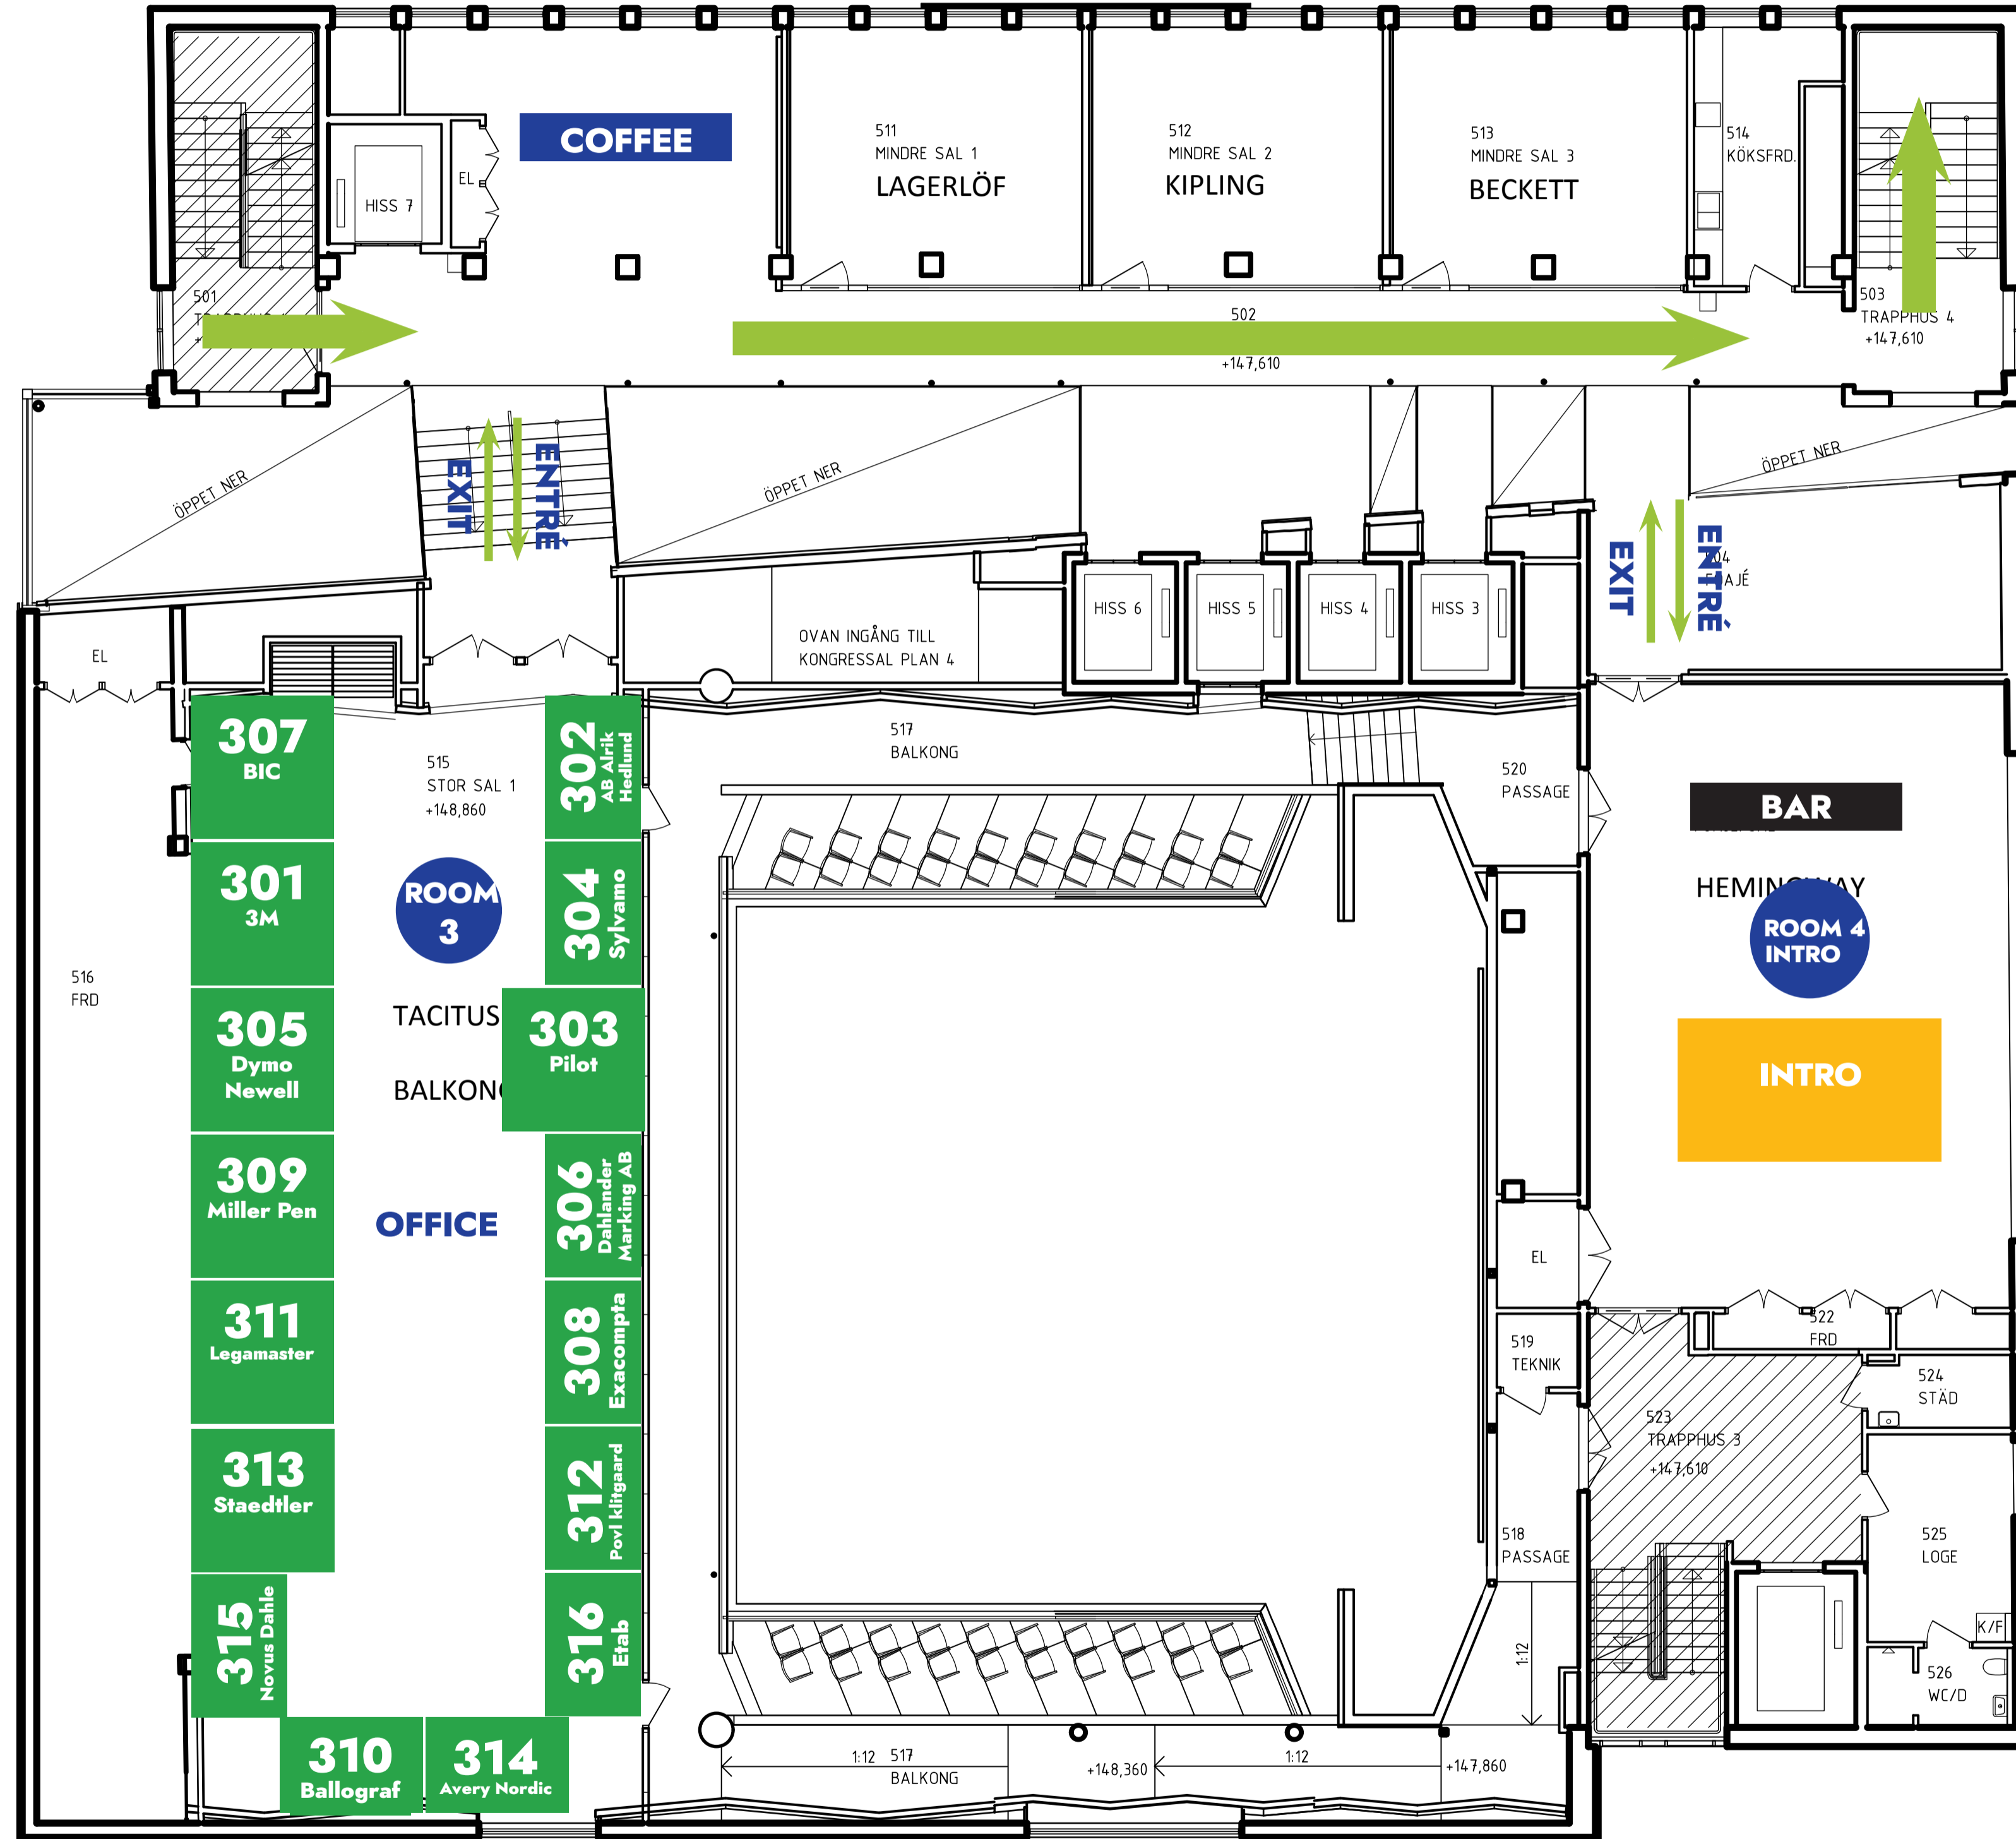 COFFEE
HISS 7
EL
511
MINDRE SAL 1
LAGERLÖF
512
MINDRE SAL 2
KIPLING
513
MINDRE SAL 3
BECKETT
514
KÖKSFRD.
501
502
+147,610
503
TRAPPHUS 4
+147,610
ÖPPET NER
EXIT
ENTRÉ
ÖPPET NER
ÖPPET NER
EXIT
ENTRÉ
OVAN INGÅNG TILL
KONGRESSAL PLAN 4
HISS 6
HISS 5
HISS 4
HISS 3
EL
307
BIC
515
STOR SAL 1
+148,860
302
AB Alrik
Hedlund
517
BALKONG
520
PASSAGE
BAR
301
3M
ROOM
3
304
Sylvamo
ROOM 4
INTRO
516
FRD
305
Dymo
Newell
TACITUS
303
Pilot
INTRO
309
Miller Pen
OFFICE
306
Dahlander
Marking AB
EL
311
Legamaster
308
Exacompta
519
TEKNIK
522
FRD
524
STÄD
313
Staedtler
312
Povl klitgaard
523
TRAPPHUS 3
+147,610
518
PASSAGE
525
LOGE
315
Novus Dahle
316
Etab
1:12
K/F
526
WC/D
310
Ballograf
314
Avery Nordic
1:12
517
BALKONG
+148,360
1:12
+147,860